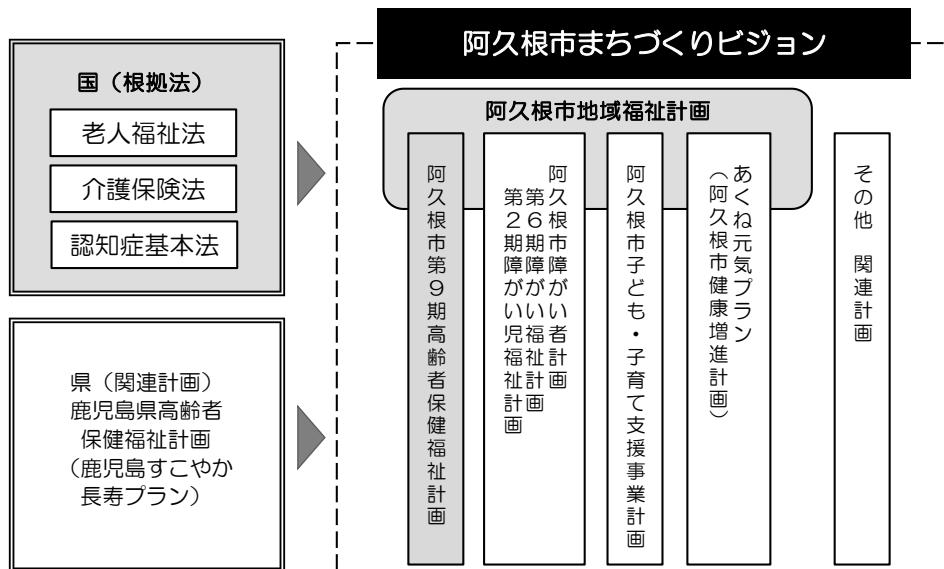 阿久根市まちづくりビジョン
国（根拠法）
老人福祉法
介護保険法
認知症基本法
県（関連計画）
鹿児島県高齢者
保健福祉計画
（鹿児島すこやか
長寿プラン）
阿久根市地域福祉計画
阿久根市第９期高齢者保健福祉計画
阿久根市障がい者計画
第６期障がい福祉計画
第２期障がい児福祉計画
阿久根市子ども・子育て支援事業計画
あくね元気プラン
（阿久根市健康増進計画）
その他　関連計画